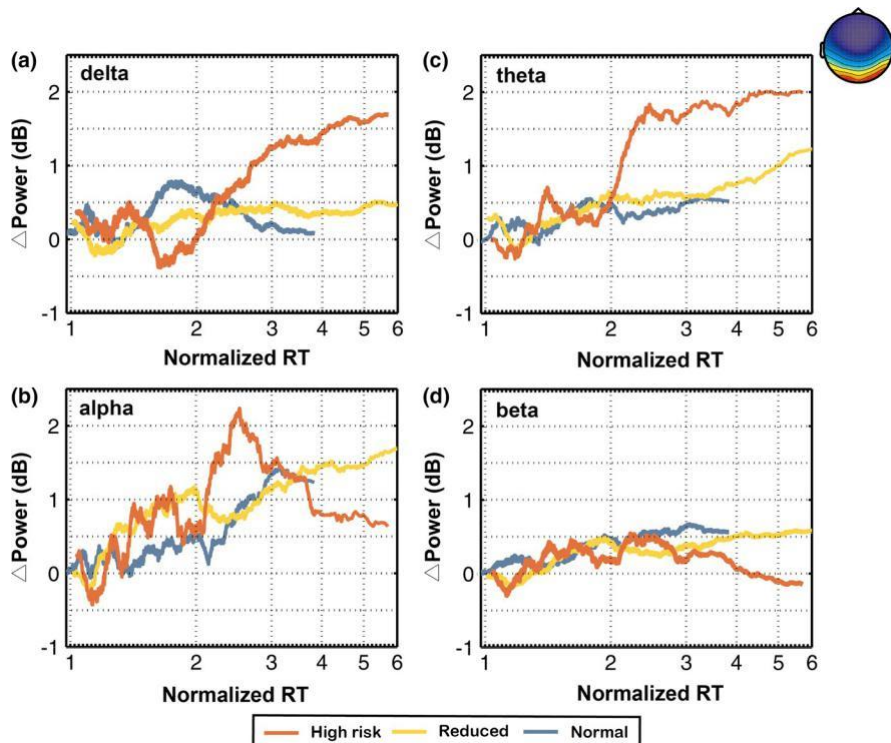 (a) delta
△Power (dB)
2
1
0
-1
1 2 3 4 5 6
Normalized RT
(c) theta
△Power (dB)
2
1
0
-1
1 2 3 4 5 6
Normalized RT
(b) alpha
△Power (dB)
2
1
0
-1
1 2 3 4 5 6
Normalized RT
(d) beta
△Power (dB)
2
1
0
-1
1 2 3 4 5 6
Normalized RT
High risk Reduced Normal